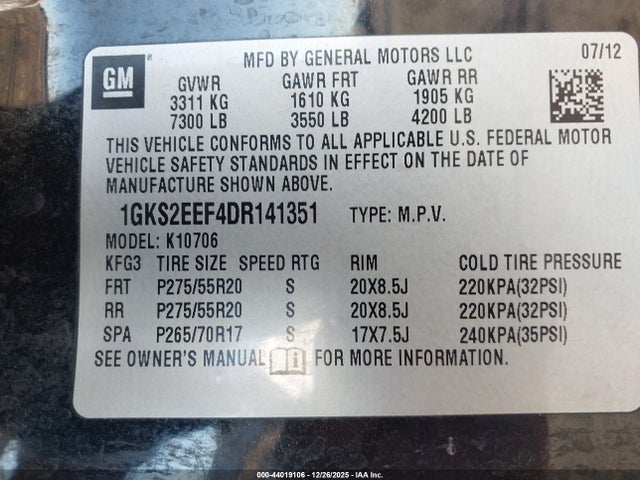 GM
MFD BY GENERAL MOTORS LLC 07/12
GVWR GAWR FRT GAWR RR
3311 KG 1610 KG 1905 KG
7300 LB 3550 LB 4200 LB
THIS VEHICLE CONFORMS TO ALL APPLICABLE U.S. FEDERAL MOTOR
VEHICLE SAFETY STANDARDS IN EFFECT ON THE DATE OF
MANUFACTURE SHOWN ABOVE.
1GKS2EEF4DR141351 TYPE: M.P.V.
MODEL: K10706
KFG3 TIRE SIZE SPEED RTG RIM COLD TIRE PRESSURE
FRT P275/55R20 S 20X8.5J 220KPA(32PSI)
RR P275/55R20 S 20X8.5J 220KPA(32PSI)
SPA P265/70R17 S 17X7.5J 240KPA(35PSI)
SEE OWNER'S MANUAL i FOR MORE INFORMATION.
000-44019106 - 12/26/2025 - IAA Inc.